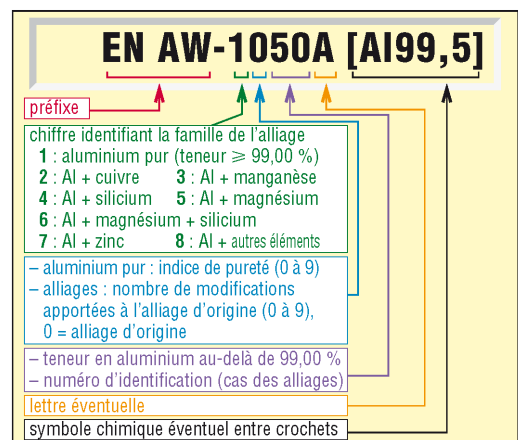 EN AW-1050A [Al99,5]
préfixe
chiffre identifiant la famille de l'alliage
1 : aluminium pur (teneur ⩾ 99,00 %)
2 : Al + cuivre 3 : Al + manganèse
4 : Al + silicium 5 : Al + magnésium
6 : Al + magnésium + silicium
7 : Al + zinc 8 : Al + autres éléments
– aluminium pur : indice de pureté (0 à 9)
– alliages : nombre de modifications
apportées à l'alliage d'origine (0 à 9),
0 = alliage d'origine
– teneur en aluminium au-delà de 99,00 %
– numéro d'identification (cas des alliages)
lettre éventuelle
symbole chimique éventuel entre crochets